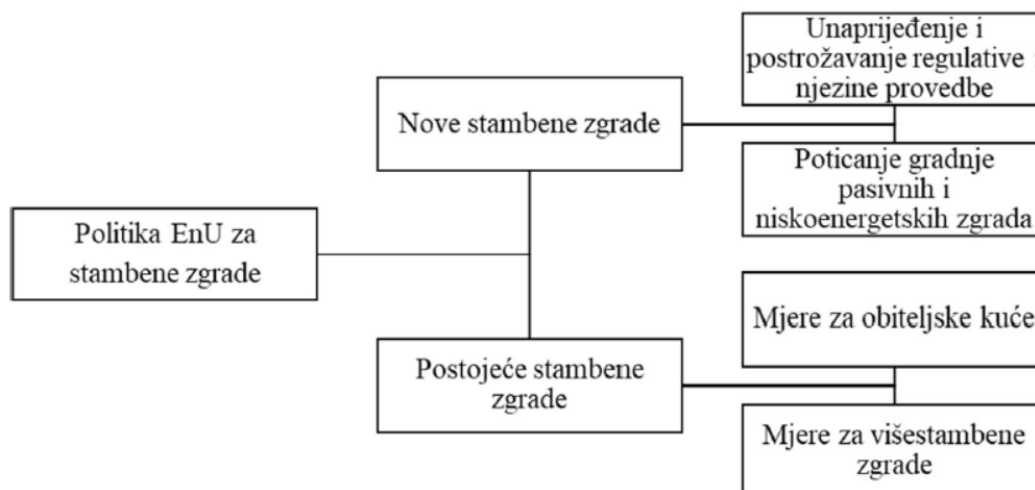 Unaprijeđenje i
postrožavanje regulative i
njezine provedbe
Nove stambene zgrade
Poticanje gradnje
pasivnih i
niskoenergetskih zgrada
Politika EnU za
stambene zgrade
Mjere za obiteljske kuće
Postojeće stambene
zgrade
Mjere za višestambene
zgrade